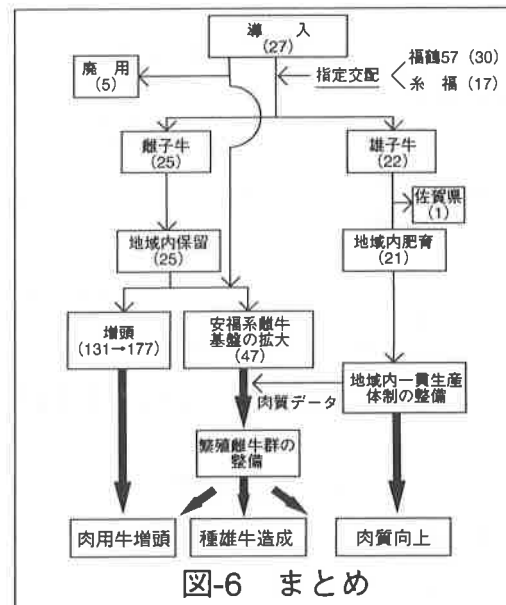 導入
(27)
廃用
(5)
指定交配
福鶴57 (30)
糸福 (17)
雌子牛
(25)
雄子牛
(22)
佐賀県
(1)
地域内保留
(25)
地域内肥育
(21)
増頭
(131→177)
安福系雌牛
基盤の拡大
(47)
肉質データ
地域内一貫生産
体制の整備
繁殖雌牛群の
整備
肉用牛増頭
種雄牛造成
肉質向上
図-6 まとめ